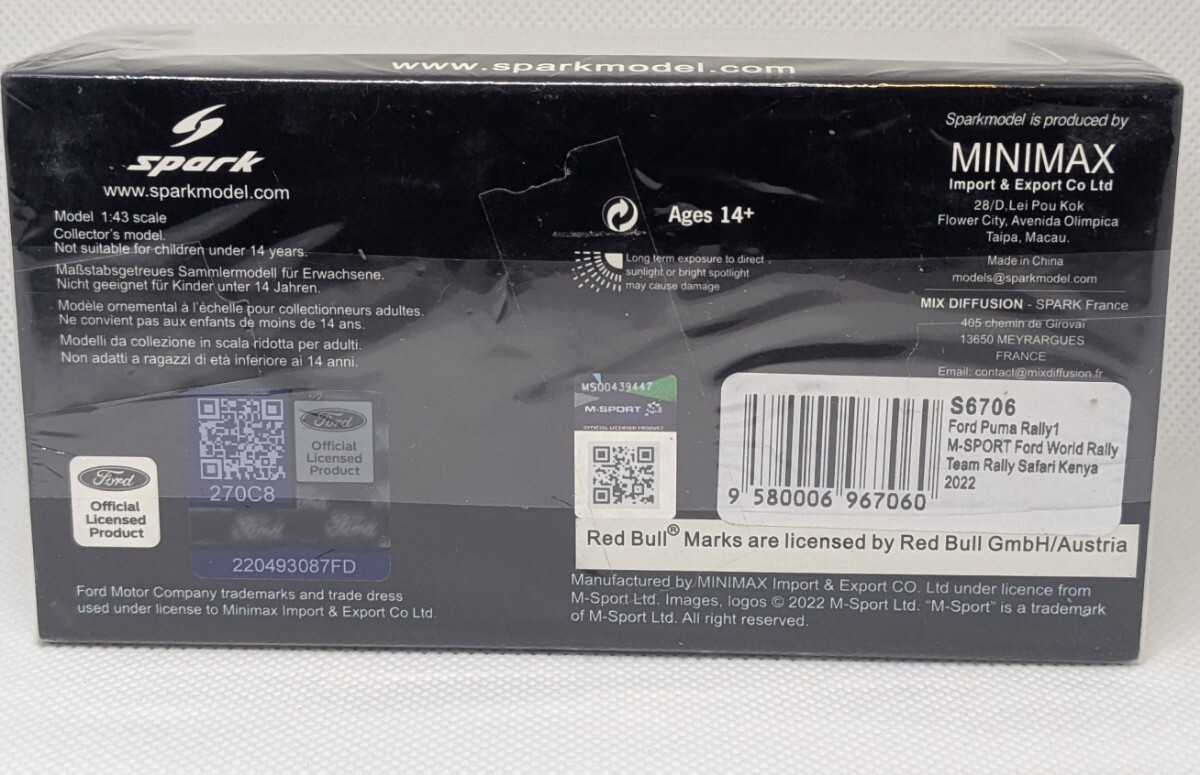 www.sparkmodel.com
spark
www.sparkmodel.com
Model 1:43 scale
Collector's model.
Not suitable for children under 14 years.
Maßstabsgetreues Sammlermodell für Erwachsene.
Nicht geeignet für Kinder unter 14 Jahren.
Modèle ornemental à l'échelle pour collectionneurs adultes.
Ne convient pas aux enfants de moins de 14 ans.
Modelli da collezione in scala ridotta per adulti.
Non adatti a ragazzi di età inferiore ai 14 anni.
Ages 14+
Long term exposure to direct
sunlight or bright spotlight
may cause damage
Sparkmodel is produced by
MINIMAX
Import & Export Co Ltd
28/D,Lei Pou Kok
Flower City, Avenida Olimpica
Taipa, Macau.
Made in China
models@sparkmodel.com
MIX DIFFUSION - SPARK France
405 chemin de Girovai
13650 MEYRARGUES
FRANCE
Email: contact@mixdiffusion.fr
Ford
Official
Licensed
Product
Ford
Official
Licensed
Product
270C8
Ford Ford
220493087FD
Ford Motor Company trademarks and trade dress
used under license to Minimax Import & Export Co Ltd.
MS00439447
M-SPORT
OFFICIAL LICENSED PRODUCT
S6706
Ford Puma Rally1
M-SPORT Ford World Rally
Team Rally Safari Kenya
2022
9 580006 967060
Red Bull® Marks are licensed by Red Bull GmbH/Austria
Manufactured by MINIMAX Import & Export CO. Ltd under licence from
M-Sport Ltd. Images, logos © 2022 M-Sport Ltd. "M-Sport" is a trademark
of M-Sport Ltd. All right reserved.